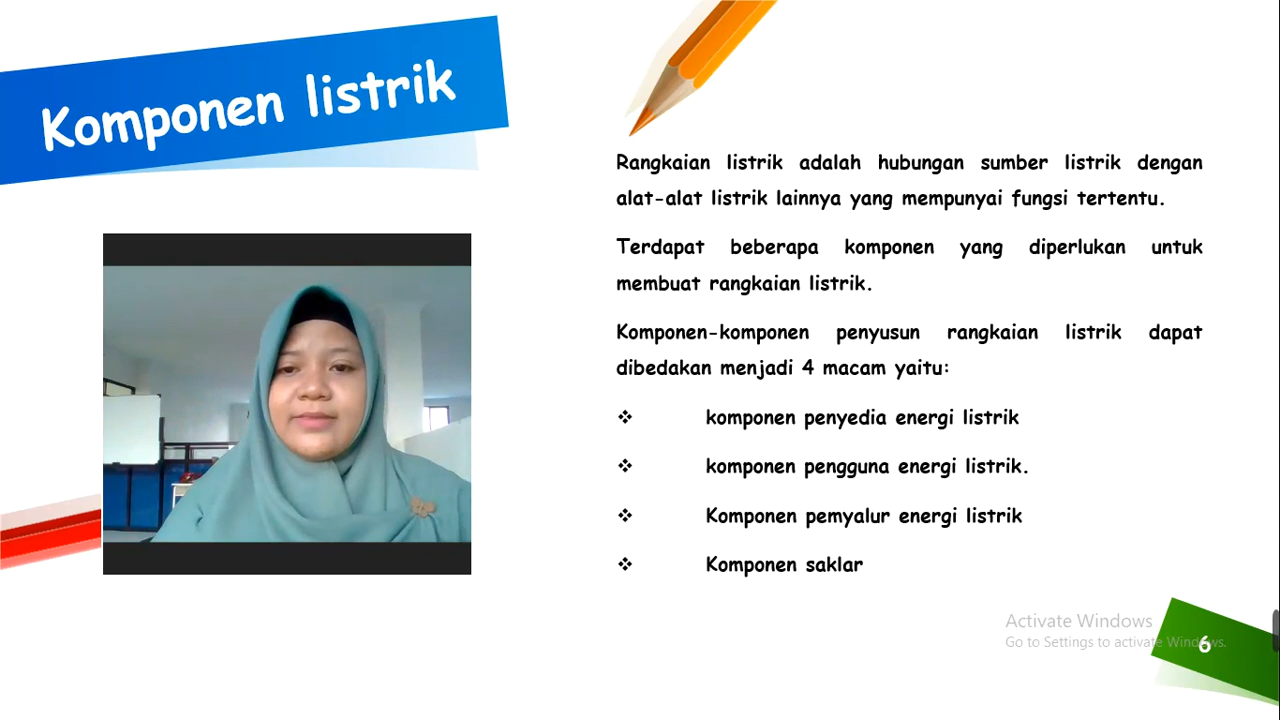 Komponen listrik
Rangkaian listrik adalah hubungan sumber listrik dengan
alat-alat listrik lainnya yang mempunyai fungsi tertentu.
Terdapat beberapa komponen yang diperlukan untuk
membuat rangkaian listrik.
Komponen-komponen penyusun rangkaian listrik dapat
dibedakan menjadi 4 macam yaitu:
❖ komponen penyedia energi listrik
❖ komponen pengguna energi listrik.
❖ Komponen pemyalur energi listrik
❖ Komponen saklar
Activate Windows
Go to Settings to activate Windows.
6